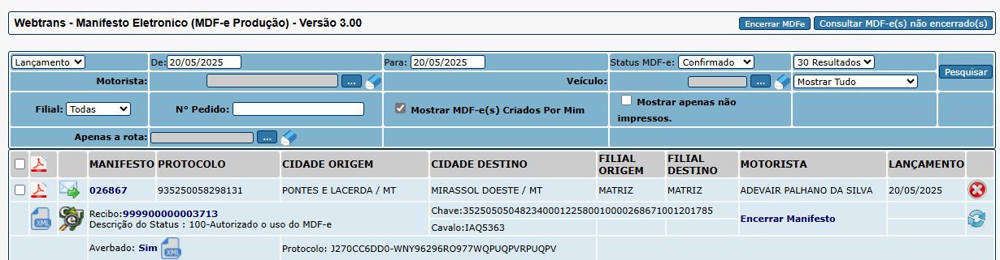 Webtrans - Manifesto Eletronico (MDF-e Produção) - Versão 3.00
Encerrar MDFe
Consultar MDF-e(s) não encerrado(s)
Lançamento
De: 20/05/2025
Para: 20/05/2025
Status MDF-e: Confirmado
30 Resultados
Pesquisar
Motorista:
...
Veículo:
...
Mostrar Tudo
Filial: Todas
N° Pedido:
Mostrar MDF-e(s) Criados Por Mim
Mostrar apenas não
impressos.
Apenas a rota:
...
MANIFESTO PROTOCOLO CIDADE ORIGEM CIDADE DESTINO FILIAL ORIGEM FILIAL DESTINO MOTORISTA LANÇAMENTO
026867 935250058298131 PONTES E LACERDA / MT MIRASSOL DOESTE / MT MATRIZ MATRIZ ADEVAIR PALHANO DA SILVA 20/05/2025
XML
Recibo:999900000003713
Descrição do Status : 100-Autorizado o uso do MDF-e
Chave:35250505048234000122580010000268671001201785
Cavalo:IAQ5363
Encerrar Manifesto
Averbado: Sim
XML
Protocolo: J270CC6DD0-WNY96296RO977WQPUQPVRPUQPV